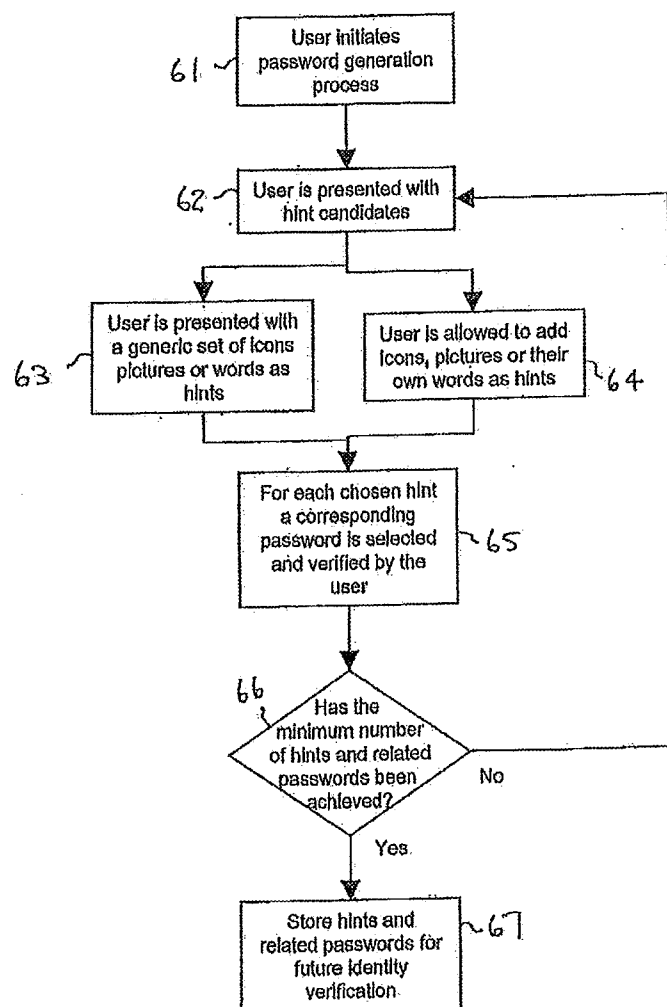 User initiates
password generation
process
61
User is presented with
hint candidates
62
User is presented with
a generic set of icons
pictures or words as
hints
63
User is allowed to add
icons, pictures or their
own words as hints
64
For each chosen hint
a corresponding
password is selected
and verified by the
user
65
66
Has the
minimum number
of hints and related
passwords been
achieved?
No
Yes
Store hints and
related passwords for
future identity
verification
67